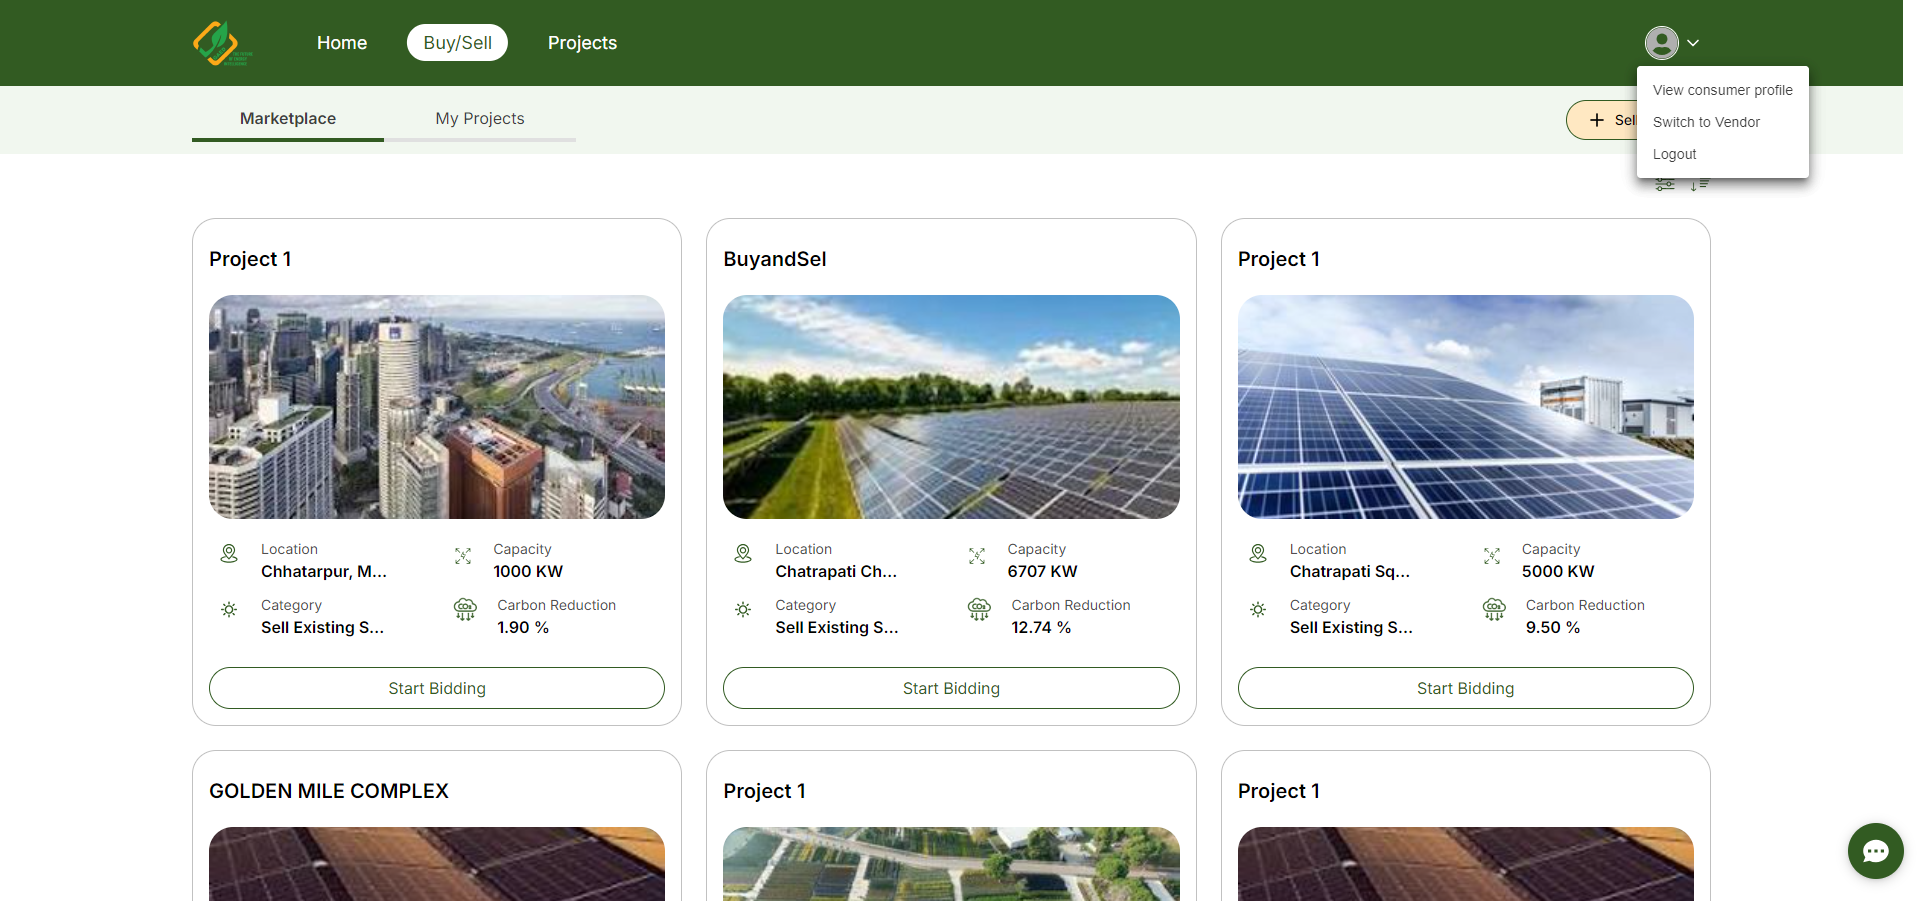 Home
Buy/Sell
Projects
View consumer profile
Switch to Vendor
Logout
Marketplace
My Projects
Project 1
Location
Chhatarpur, M...
Capacity
1000 KW
Category
Sell Existing S...
Carbon Reduction
1.90 %
Start Bidding
BuyandSel
Location
Chatrapati Ch...
Capacity
6707 KW
Category
Sell Existing S...
Carbon Reduction
12.74 %
Start Bidding
Project 1
Location
Chatrapati Sq...
Capacity
5000 KW
Category
Sell Existing S...
Carbon Reduction
9.50 %
Start Bidding
GOLDEN MILE COMPLEX
Project 1
Project 1